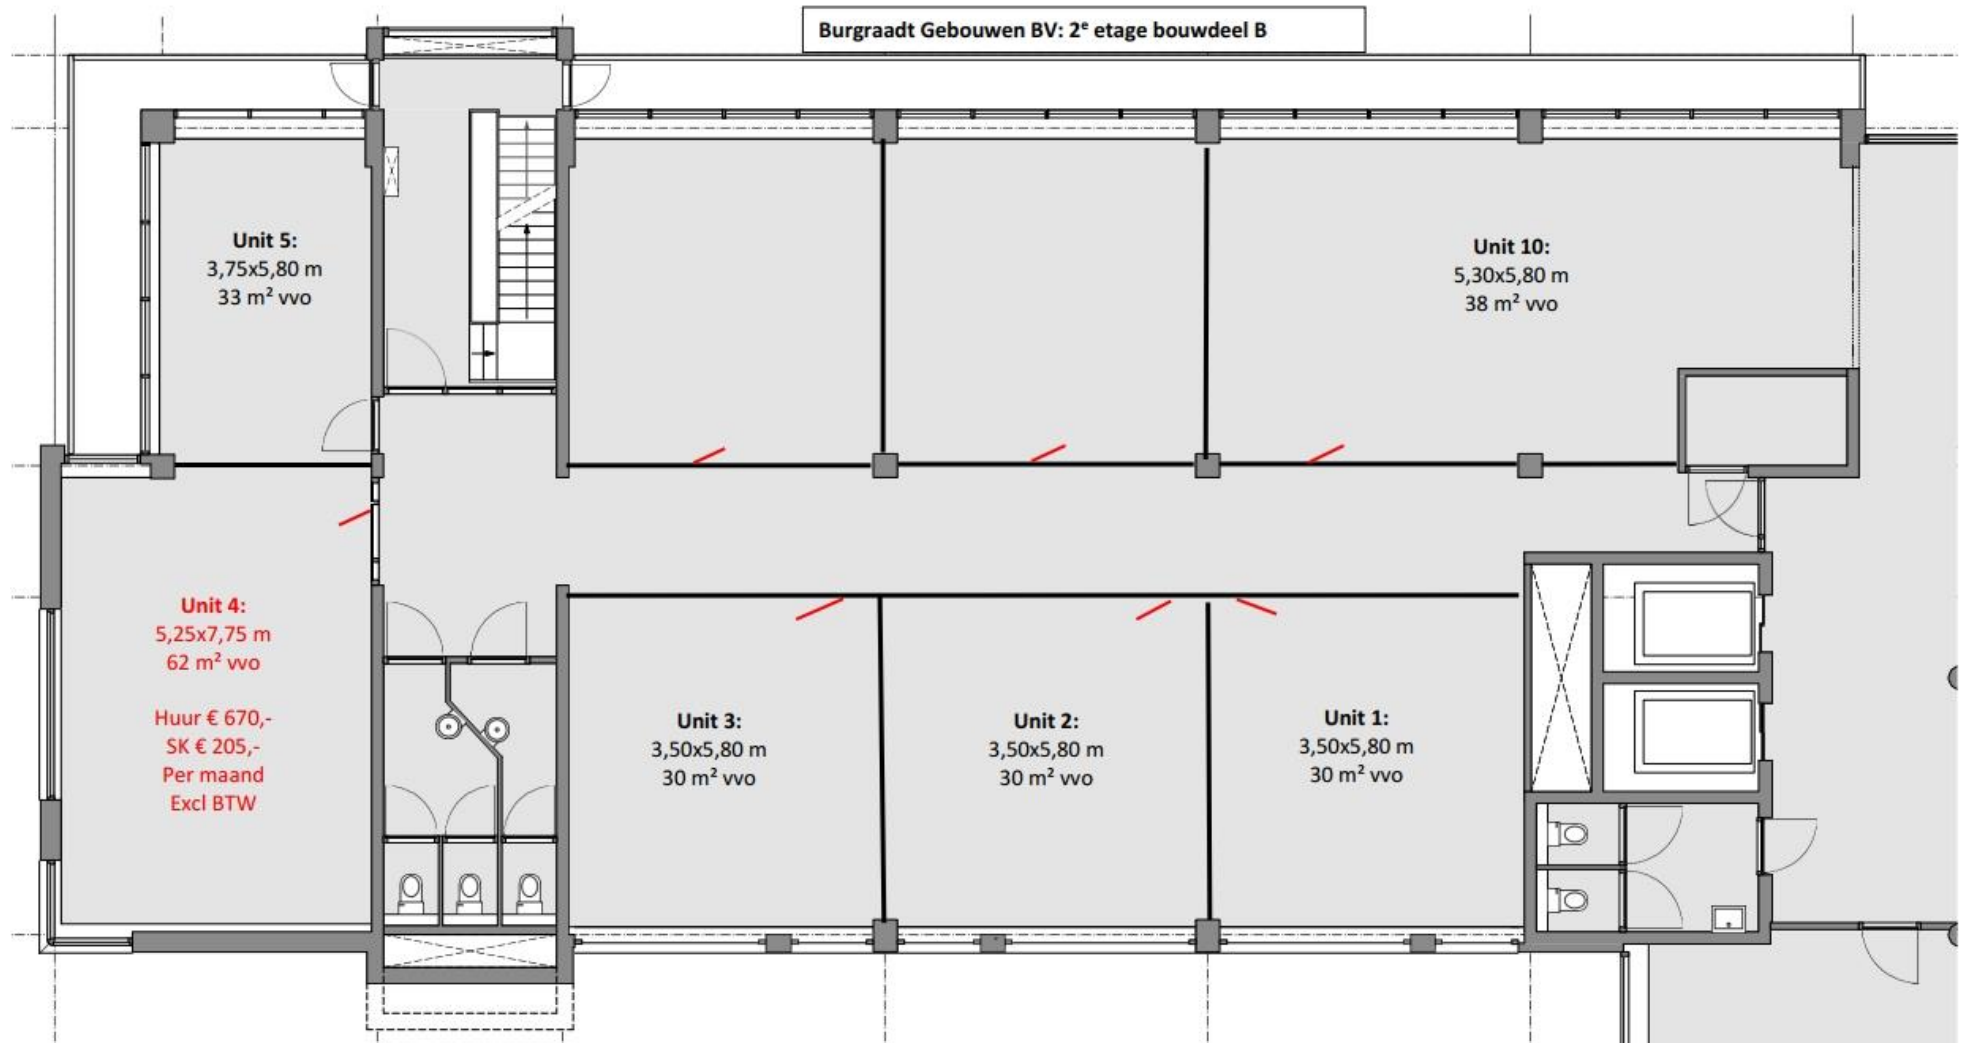 Burgraadt Gebouwen BV: 2e etage bouwdeel B
Unit 5:
3,75x5,80 m
33 m² vvo
Unit 10:
5,30x5,80 m
38 m² vvo
Unit 4:
5,25x7,75 m
62 m² vvo
Huur € 670,-
SK € 205,-
Per maand
Excl BTW
Unit 3:
3,50x5,80 m
30 m² vvo
Unit 2:
3,50x5,80 m
30 m² vvo
Unit 1:
3,50x5,80 m
30 m² vvo